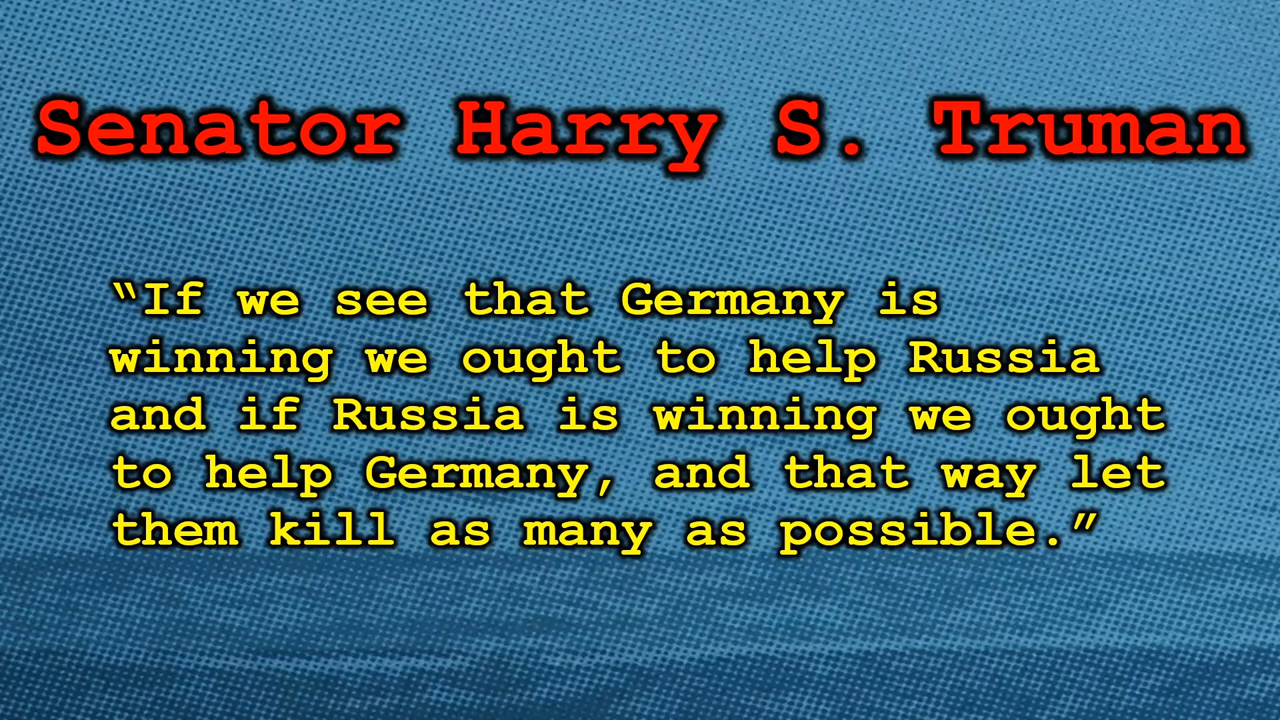 Senator Harry S. Truman
“If we see that Germany is
winning we ought to help Russia
and if Russia is winning we ought
to help Germany, and that way let
them kill as many as possible.”